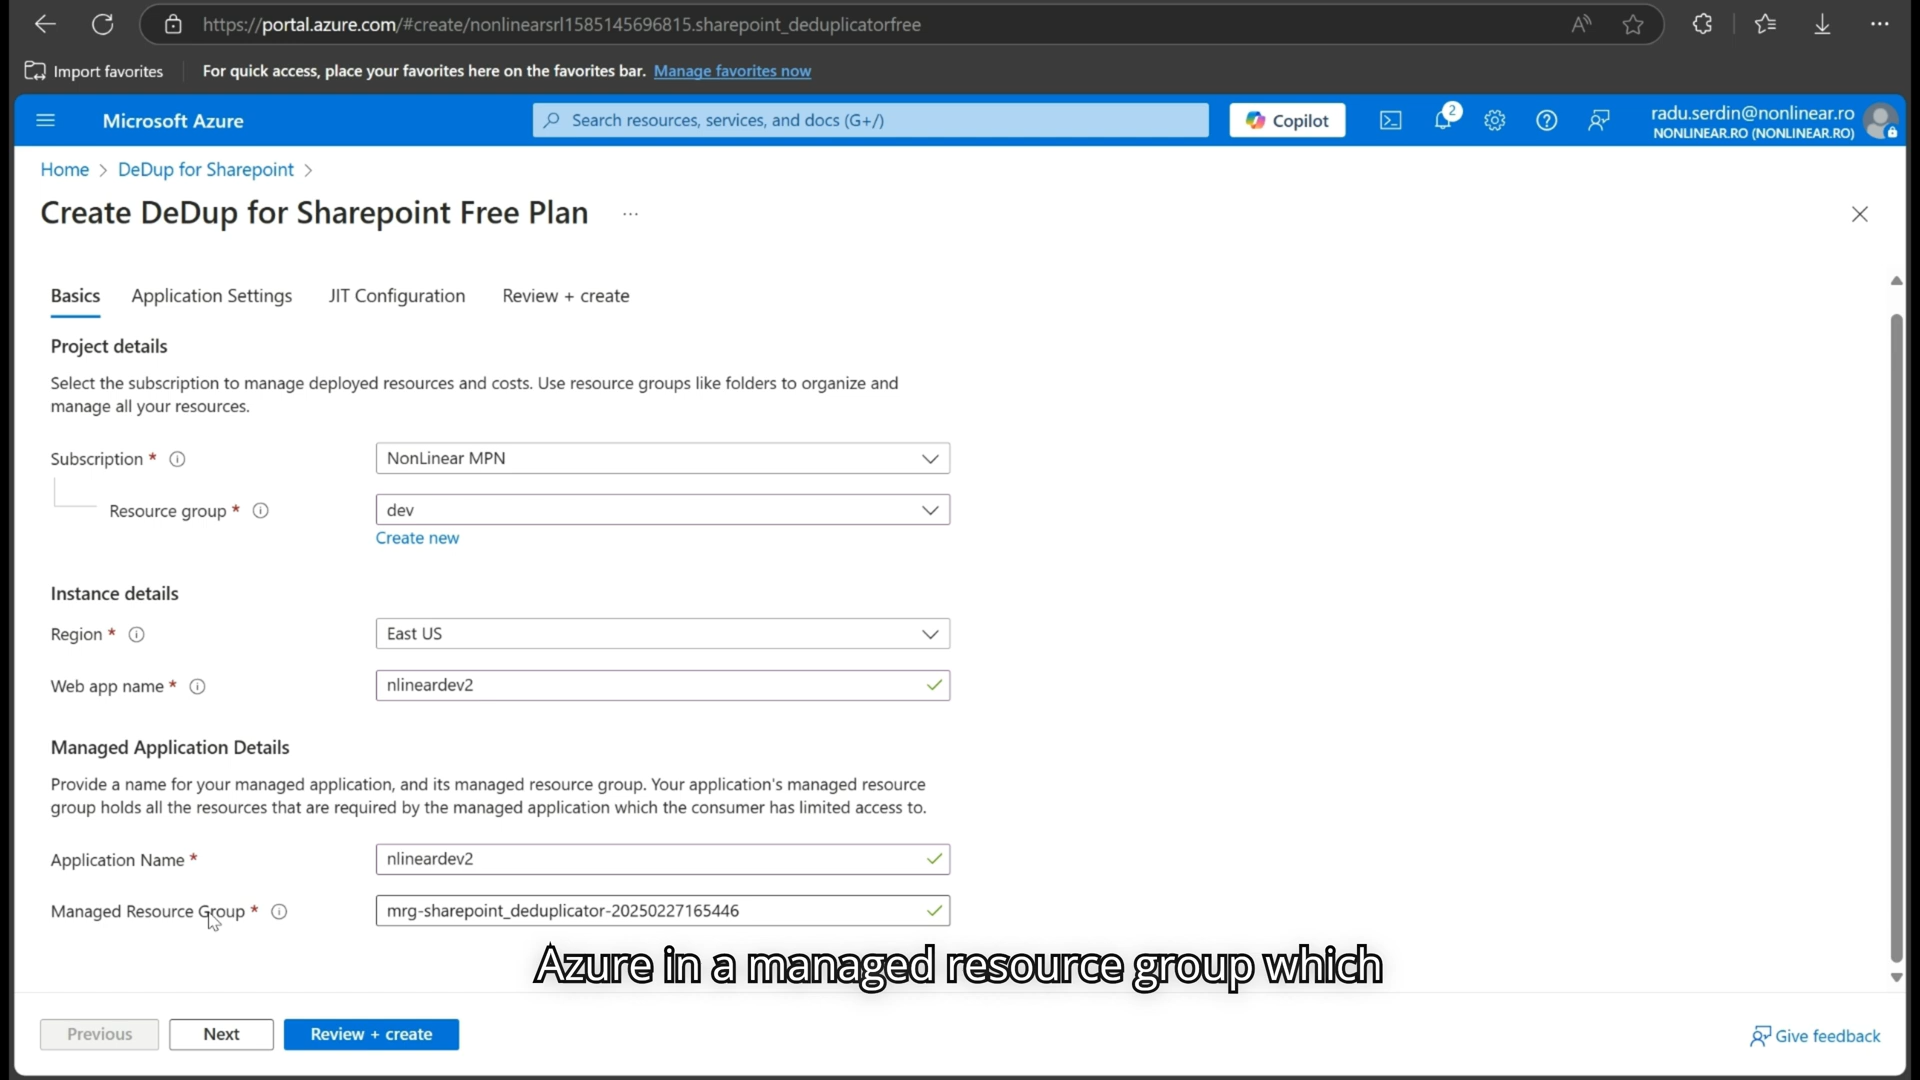 https://portal.azure.com/#create/nonlinearsrl1585145696815.sharepoint_deduplicatorfree
Import favorites
For quick access, place your favorites here on the favorites bar. Manage favorites now
Microsoft Azure
Search resources, services, and docs (G+/)
Copilot
2
radu.serdin@nonlinear.ro
NONLINEAR.RO (NONLINEAR.RO)
Home > DeDup for Sharepoint >
Create DeDup for Sharepoint Free Plan ...
Basics
Application Settings
JIT Configuration
Review + create
Project details
Select the subscription to manage deployed resources and costs. Use resource groups like folders to organize and
manage all your resources.
Subscription *
NonLinear MPN
Resource group *
dev
Create new
Instance details
Region *
East US
Web app name *
nlineardev2
Managed Application Details
Provide a name for your managed application, and its managed resource group. Your application's managed resource
group holds all the resources that are required by the managed application which the consumer has limited access to.
Application Name *
nlineardev2
Managed Resource Group *
mrg-sharepoint_deduplicator-20250227165446
Azure in a managed resource group which
Previous
Next
Review + create
Give feedback